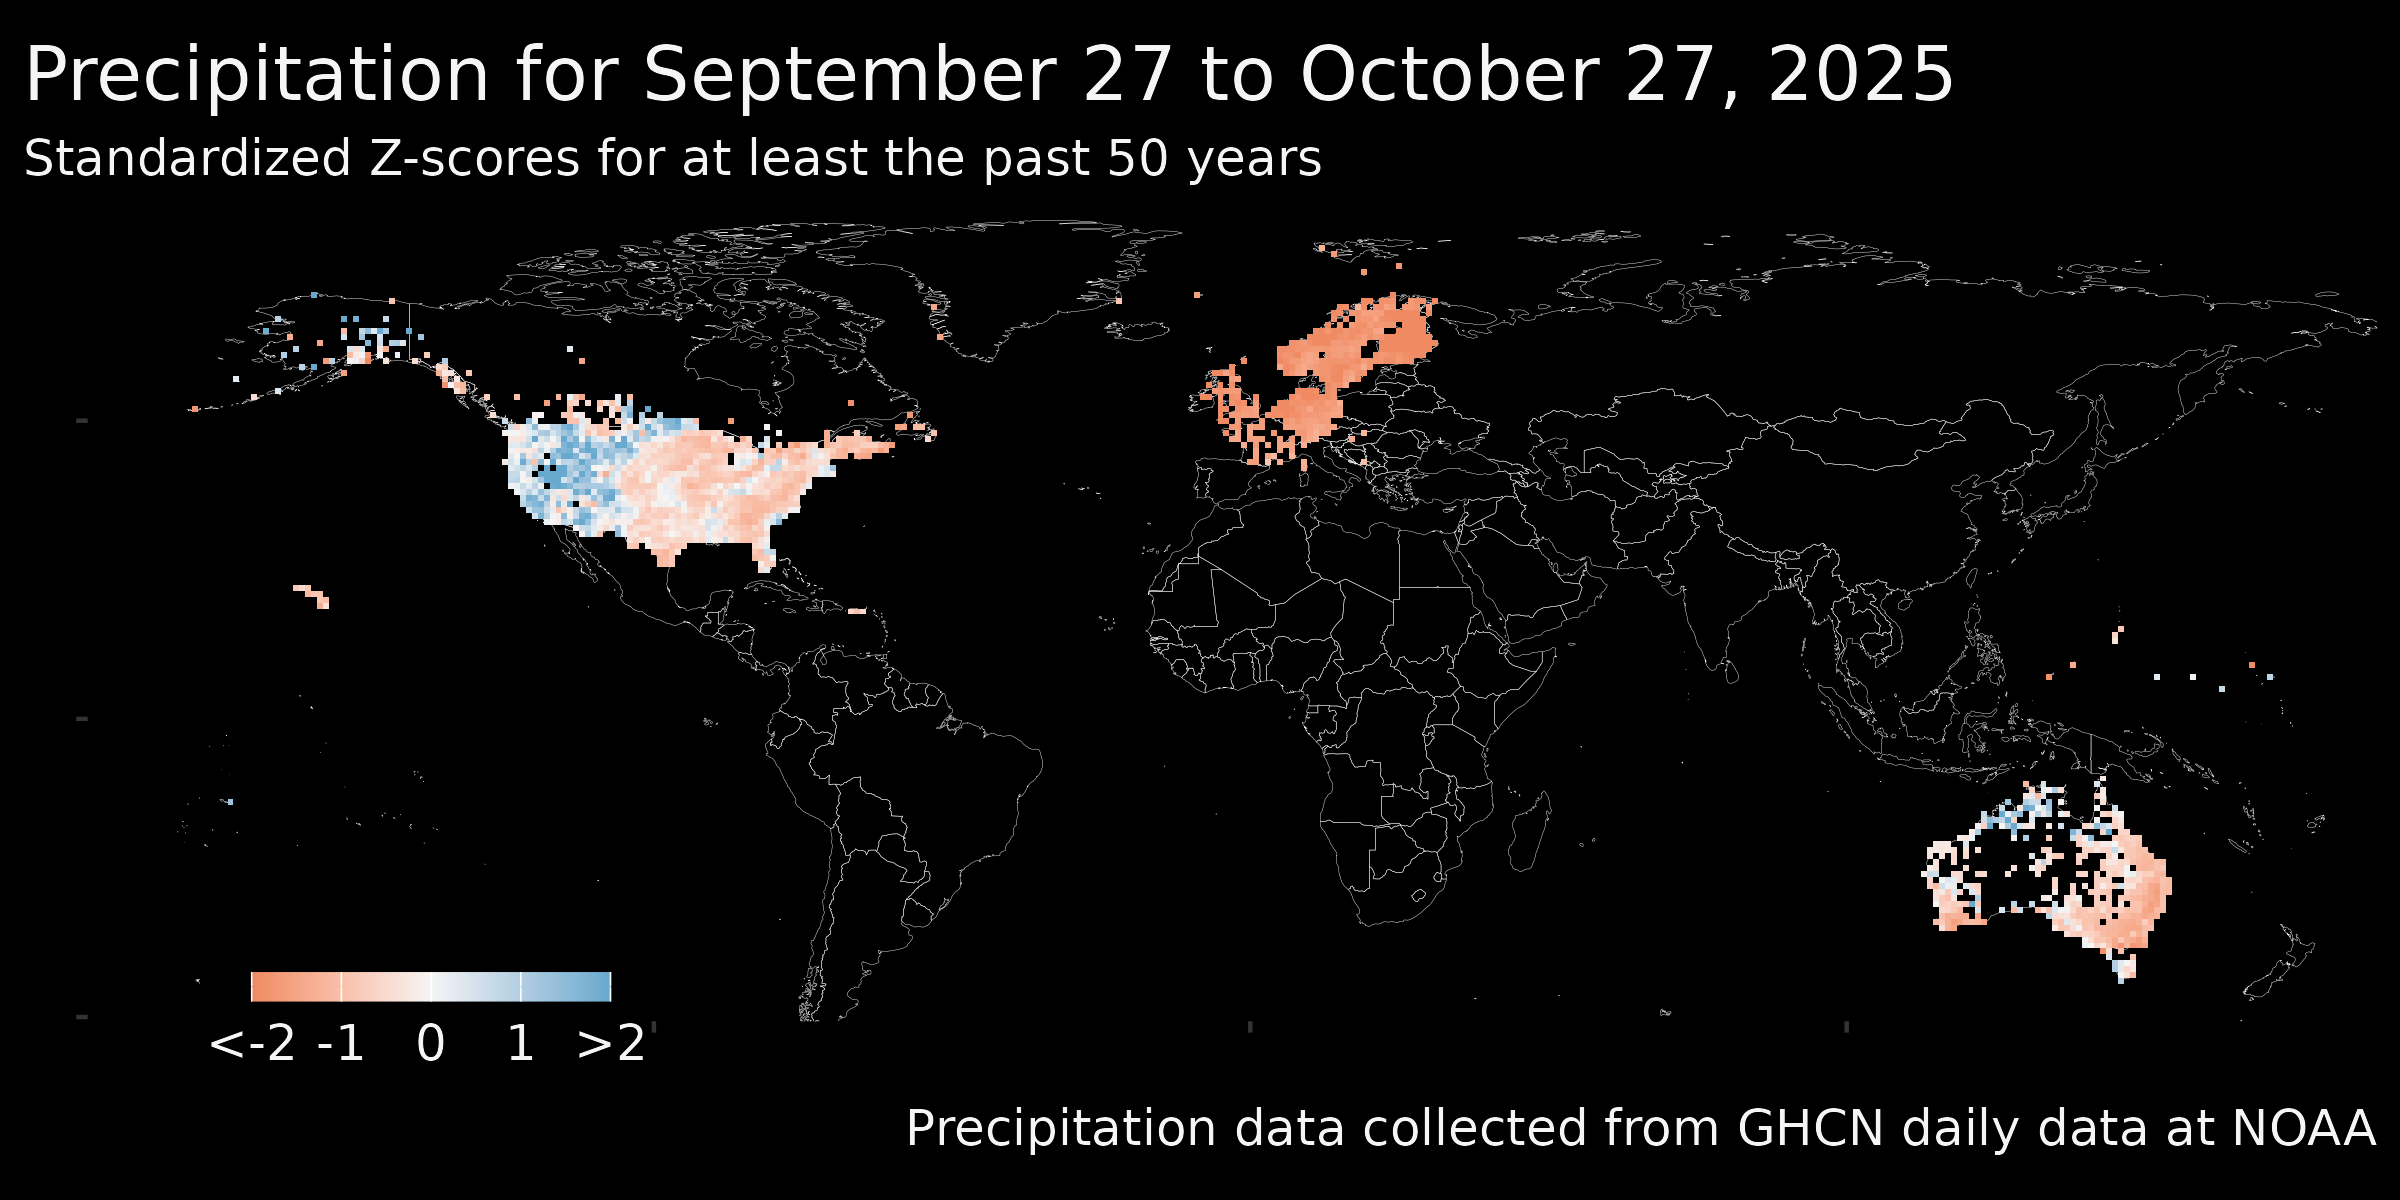 Precipitation for September 27 to October 27, 2025
Standardized Z-scores for at least the past 50 years
<-2 -1 0 1 >2
Precipitation data collected from GHCN daily data at NOAA